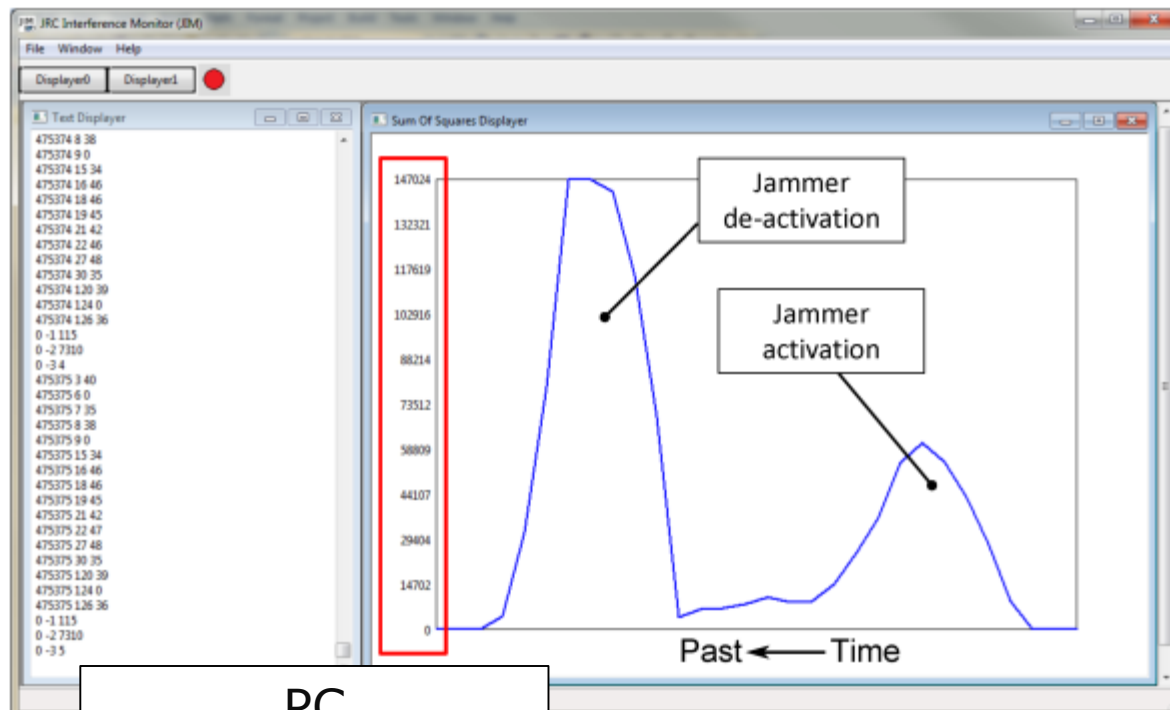 JRC Interference Monitor (JIM)
File Window Help
Displayer0 Displayer1
Text Displayer
475374 8 38
475374 9 0
475374 15 34
475374 16 46
475374 18 46
475374 19 45
475374 21 42
475374 22 46
475374 27 48
475374 30 35
475374 120 39
475374 124 0
475374 126 36
0 -1 115
0 -2 7310
0 -3 4
475375 3 40
475375 6 0
475375 7 35
475375 8 38
475375 9 0
475375 15 34
475375 16 46
475375 18 46
475375 19 45
475375 21 42
475375 22 47
475375 27 48
475375 30 35
475375 120 39
475375 124 0
475375 126 36
0 -1 115
0 -2 7310
0 -3 5
Sum Of Squares Displayer
147024
132321
117619
102916
88214
73512
58809
44107
29404
14702
0
Jammer
de-activation
Jammer
activation
Past Time
PC